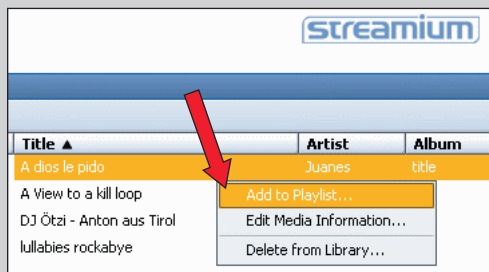 streamium
Title ▲ Artist Album
A dios le pido Juanes title
A View to a kill loop Add to Playlist...
DJ Ötzi - Anton aus Tirol Edit Media Information...
lullabies rockabye Delete from Library...